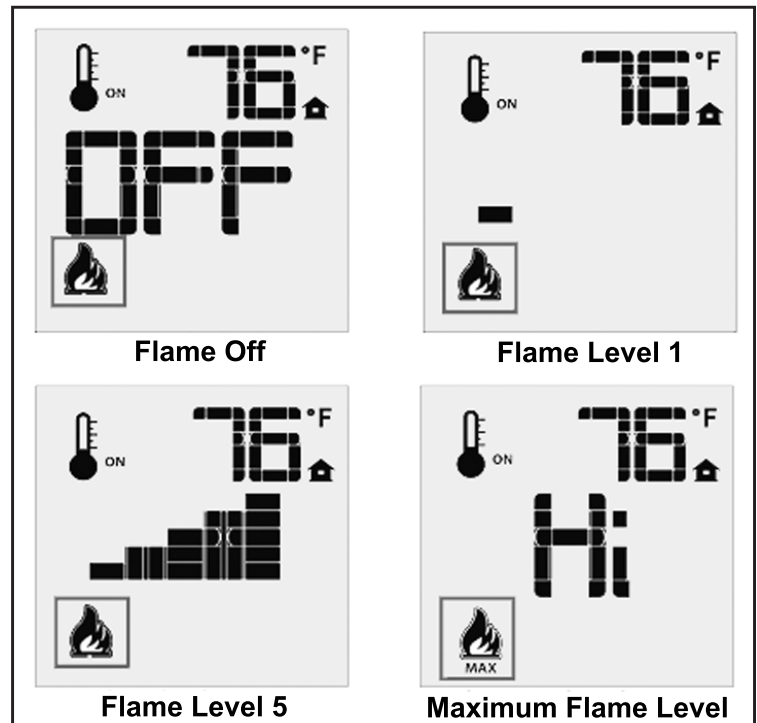 76 °F
ON
OFF
Flame Off
76 °F
ON
Flame Level 1
76 °F
ON
Flame Level 5
76 °F
ON
Hi
MAX
Maximum Flame Level